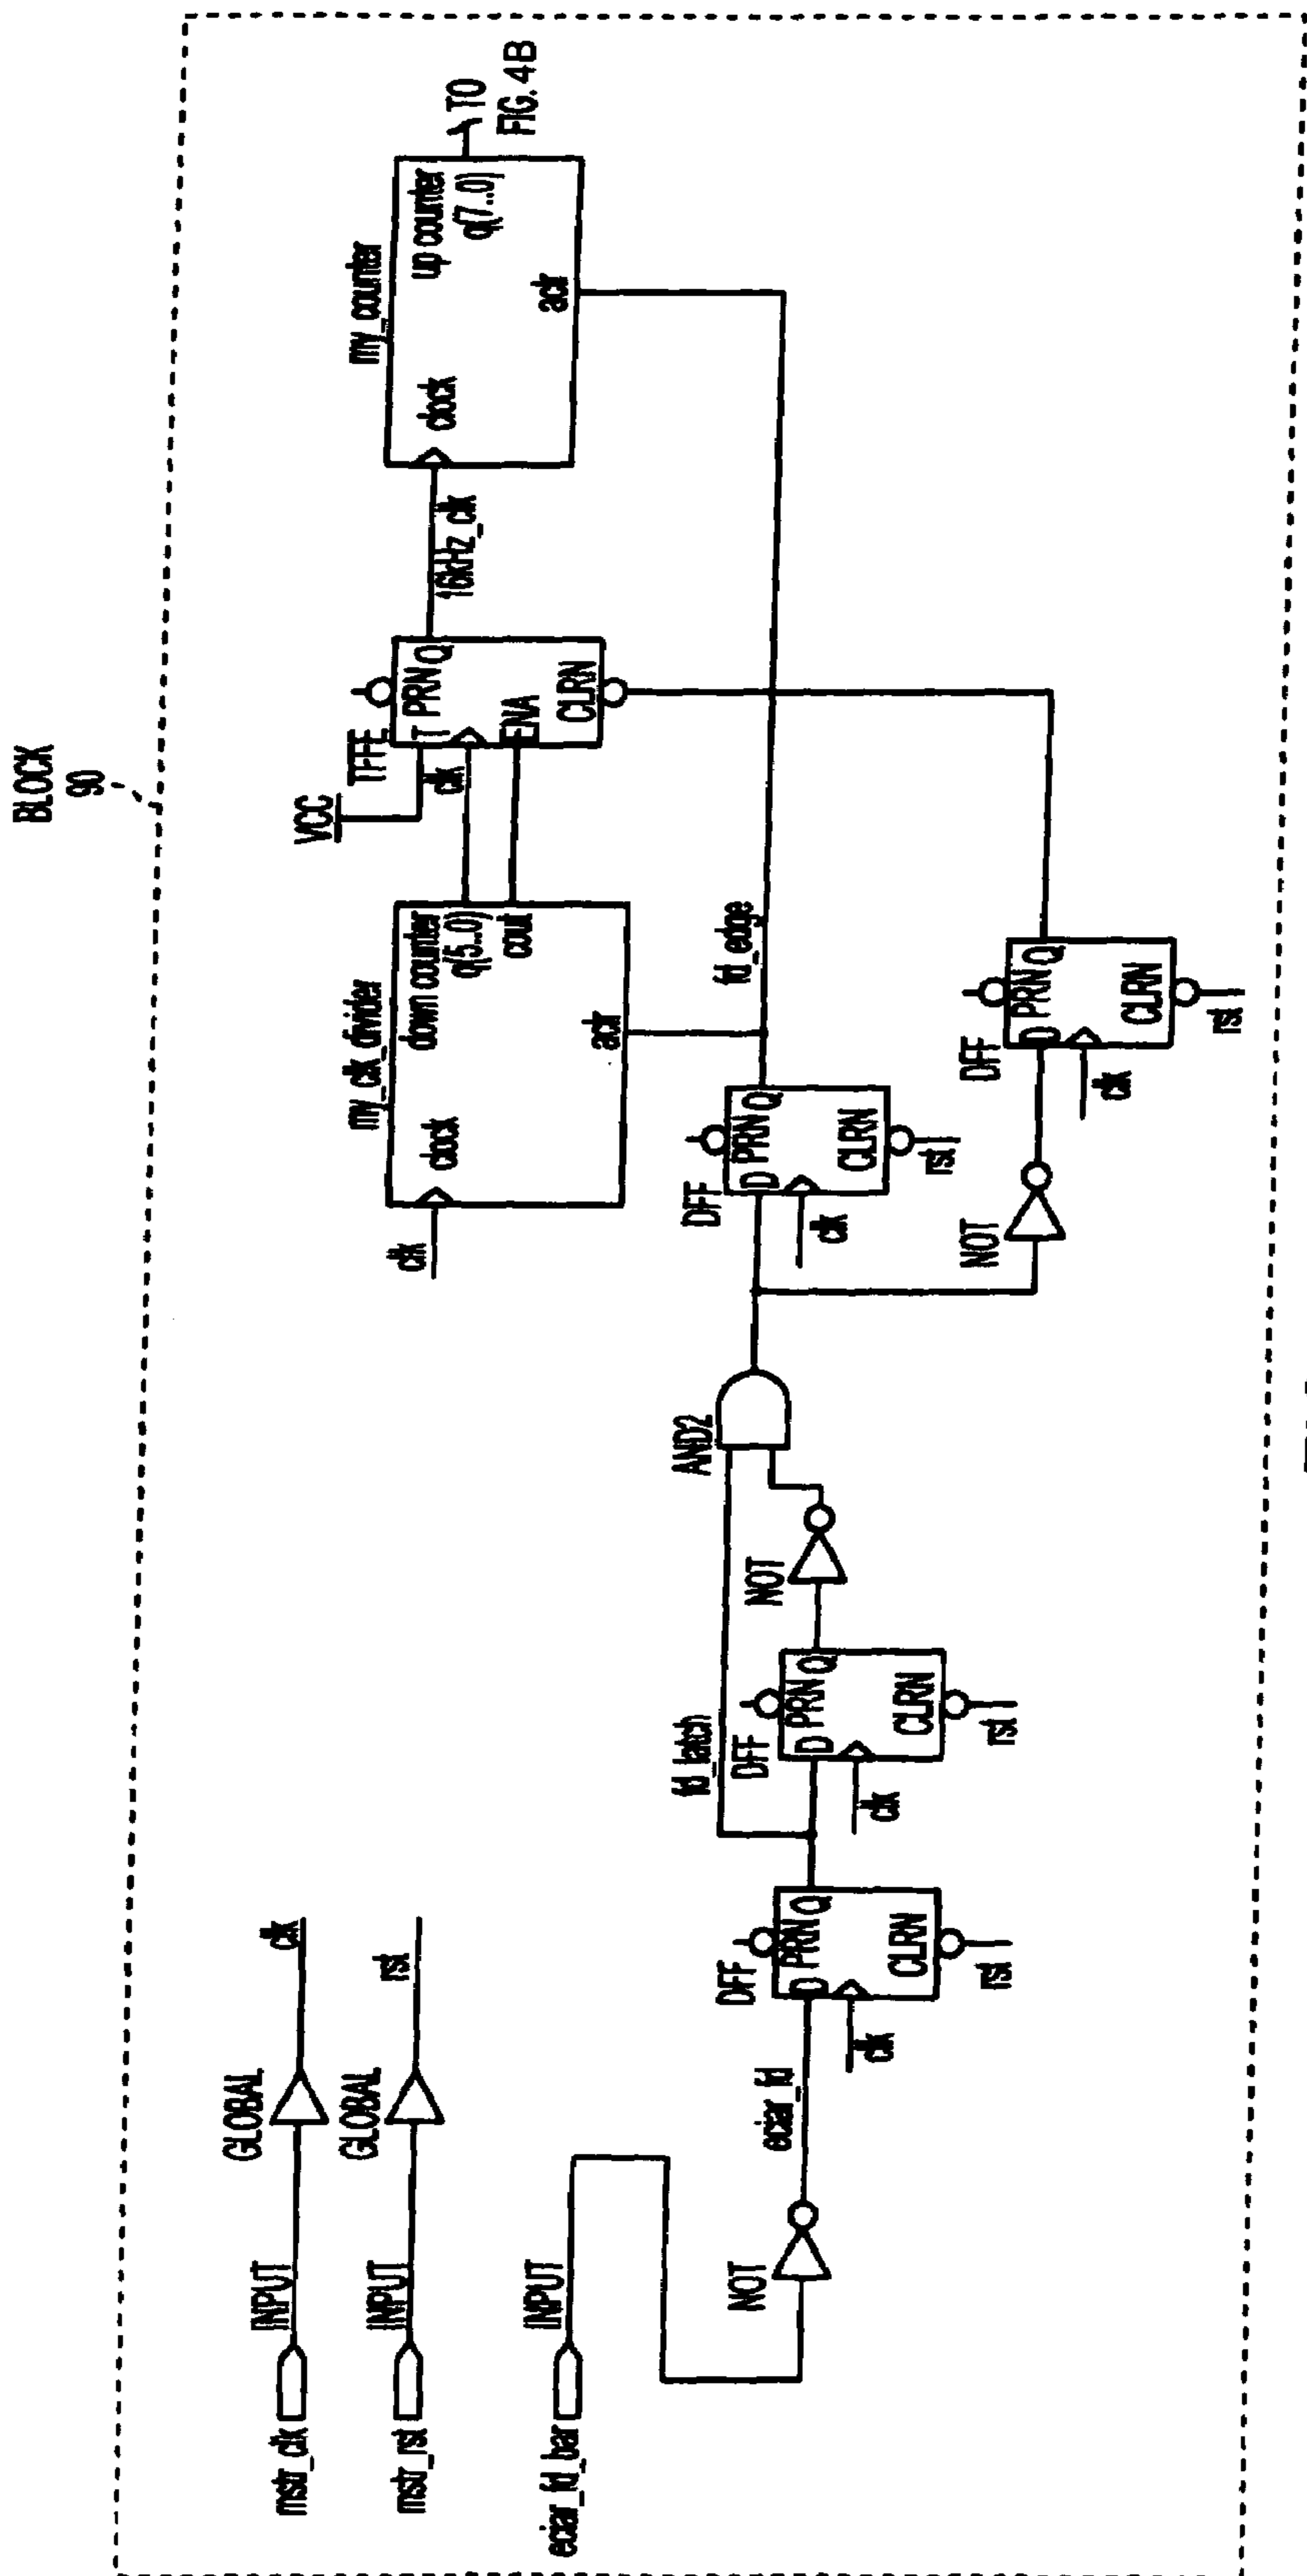 BLOCK
90
mstr_clk
INPUT
GLOBAL
clk
mstr_rst
INPUT
GLOBAL
rst
eciar_fd_bar
INPUT
NOT
eciar_fd
DFF
D
PRN
Q
CLRN
clk
rst
fd_latch
DFF
D
PRN
Q
CLRN
clk
rst
NOT
AND2
DFF
D
PRN
Q
CLRN
clk
rst
fd_edge
NOT
DFF
D
PRN
Q
CLRN
clk
rst
my_clk_divider
clk
clock
down counter
q(5..0)
cout
aclr
VCC
TFFE
T
PRN
Q
clk
ENA
CLRN
16kHz_clk
my_counter
clock
up counter
q(7..0)
aclr
TO
FIG. 4B